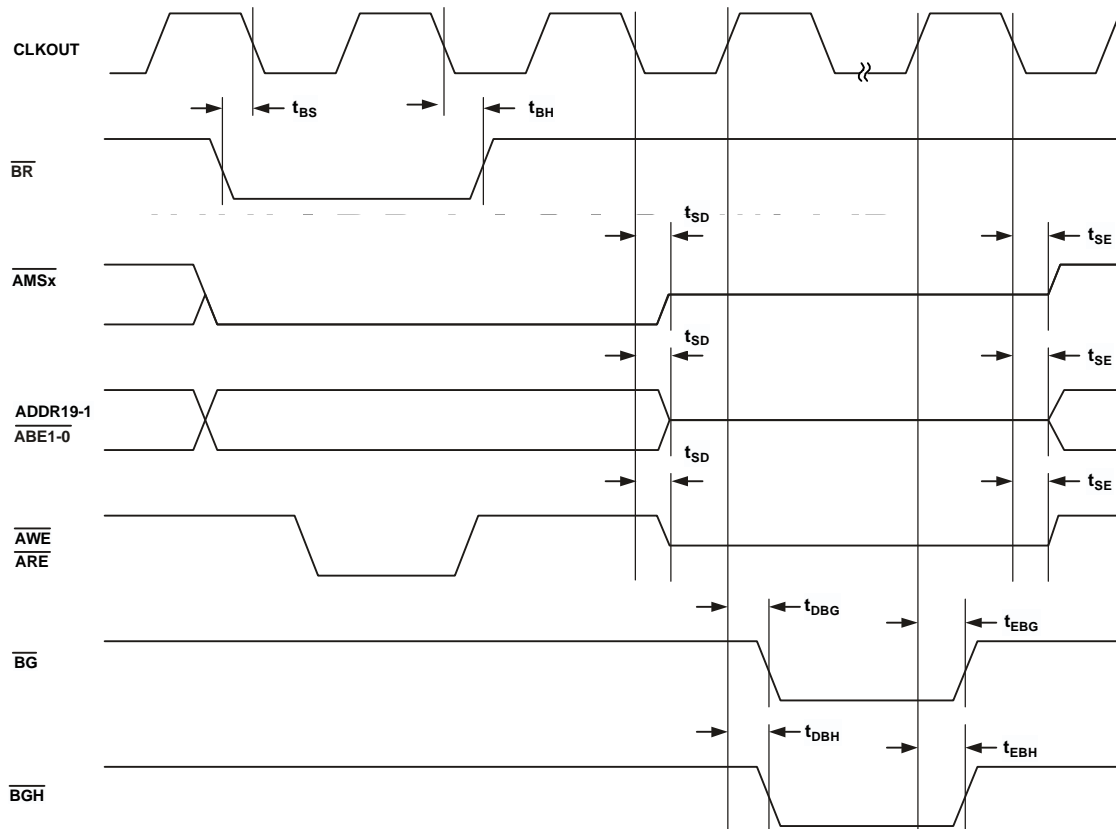 CLKOUT
tBS
tBH
BR
tSD
tSE
AMSx
tSD
tSE
ADDR19-1
ABE1-0
tSD
tSE
AWE
ARE
tDBG
tEBG
BG
tDBH
tEBH
BGH